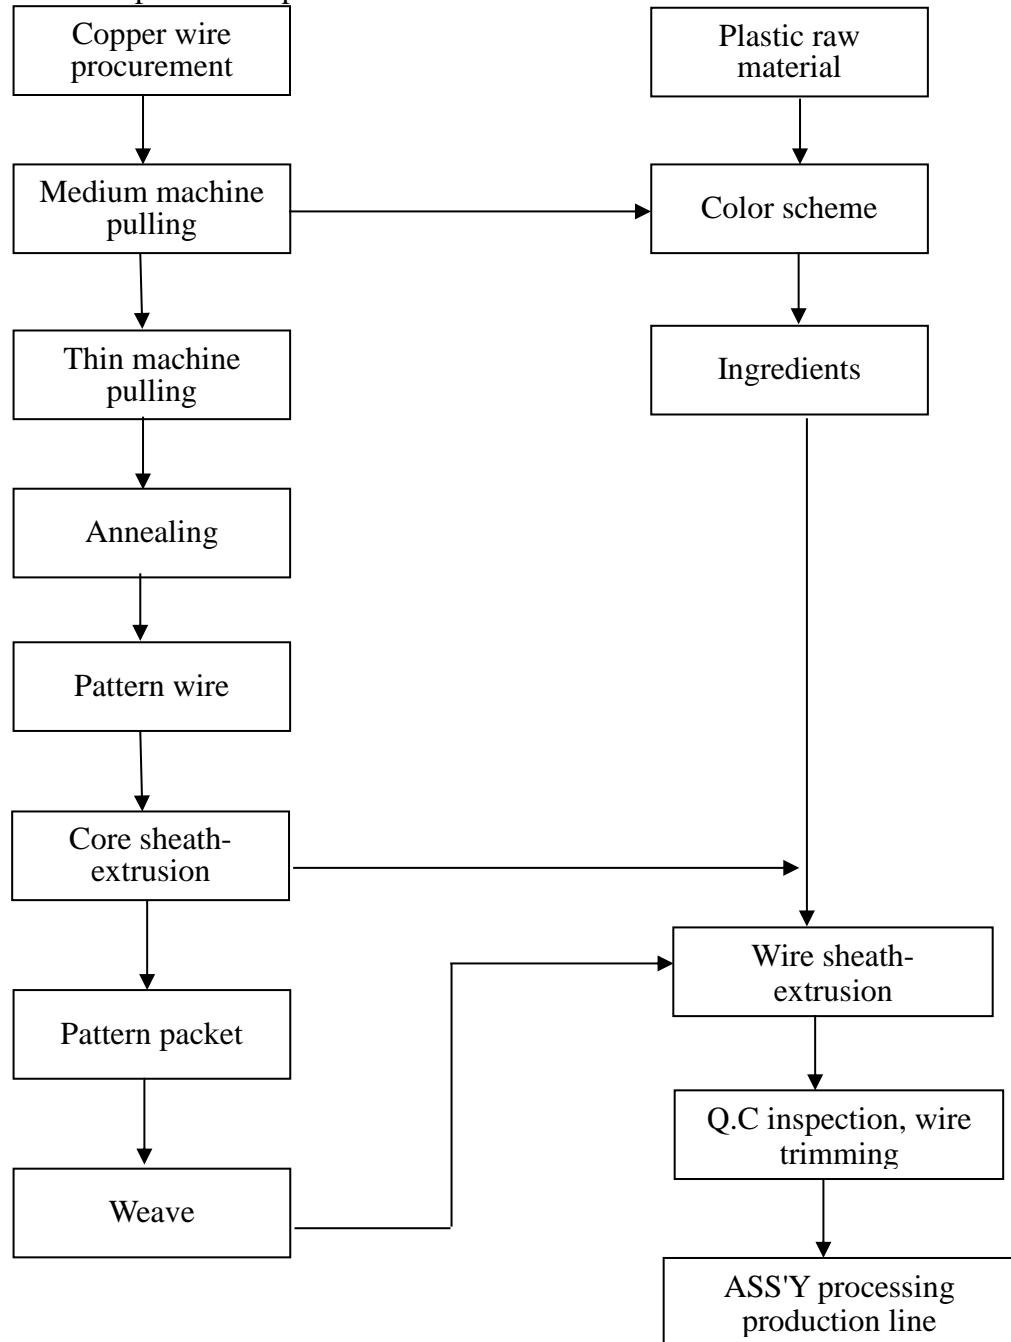 Copper wire
procurement
Plastic raw
material
Medium machine
pulling
Color scheme
Thin machine
pulling
Ingredients
Annealing
Pattern wire
Core sheath-
extrusion
Wire sheath-
extrusion
Pattern packet
Q.C inspection, wire
trimming
Weave
ASS'Y processing
production line